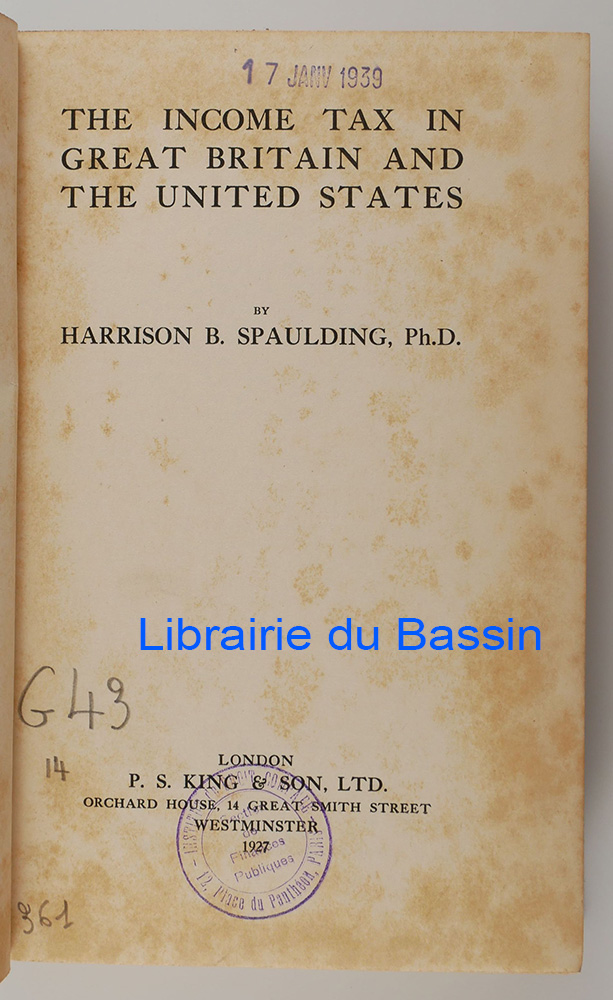 17 JANV 1939
THE INCOME TAX IN
GREAT BRITAIN AND
THE UNITED STATES
BY
HARRISON B. SPAULDING, Ph.D.
Librairie du Bassin
G43
14
LONDON
P. S. KING & SON, LTD.
ORCHARD HOUSE, 14 GREAT SMITH STREET
WESTMINSTER
1927
de
Finances
Publiques
12, Place du Panthéon, PARIS
361